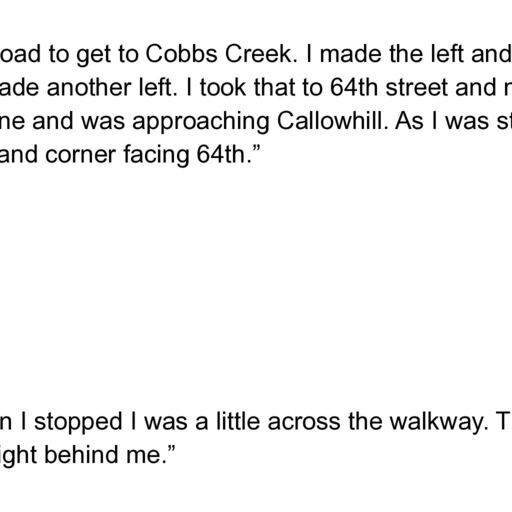 oad to get to Cobbs Creek. I made the left and
ade another left. I took that to 64th street and
ne and was approaching Callowhill. As I was st
and corner facing 64th.”
n I stopped I was a little across the walkway. T
ight behind me.”